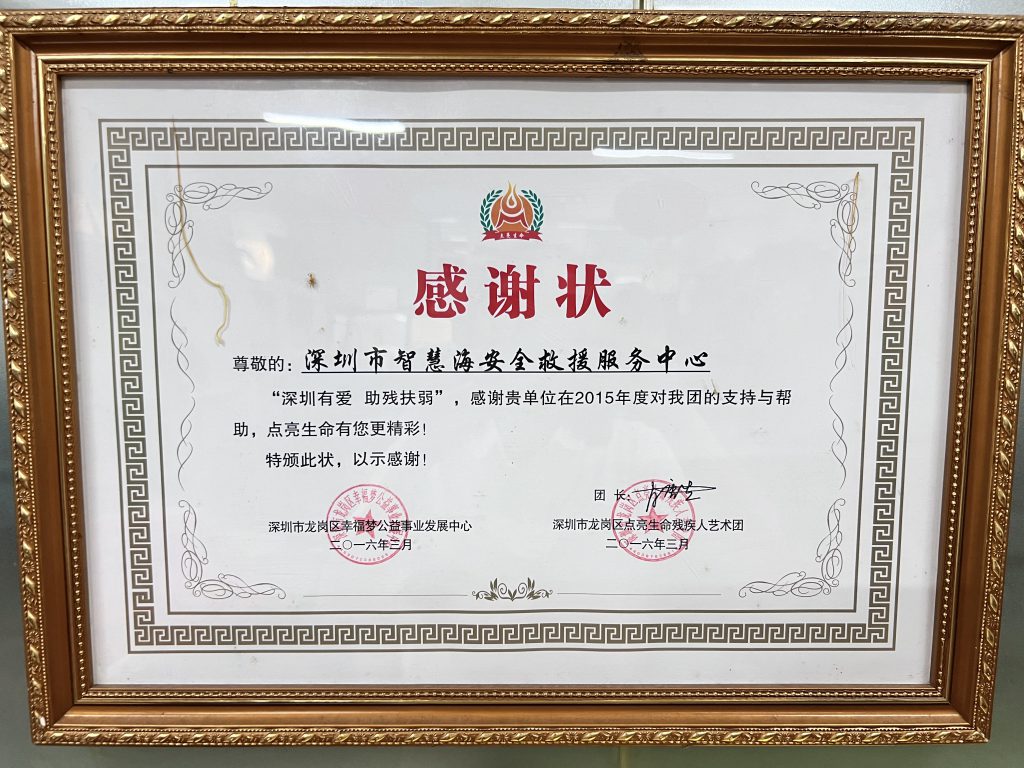 点亮生命
感谢状
尊敬的：深圳市智慧海安全救援服务中心
“深圳有爱 助残扶弱”，感谢贵单位在2015年度对我团的支持与帮
助，点亮生命有您更精彩！
特颁此状，以示感谢！
团 长：
深圳市龙岗区幸福梦公益事业发展中心
二〇一六年三月
深圳市龙岗区点亮生命残疾人艺术团
二〇一六年三月